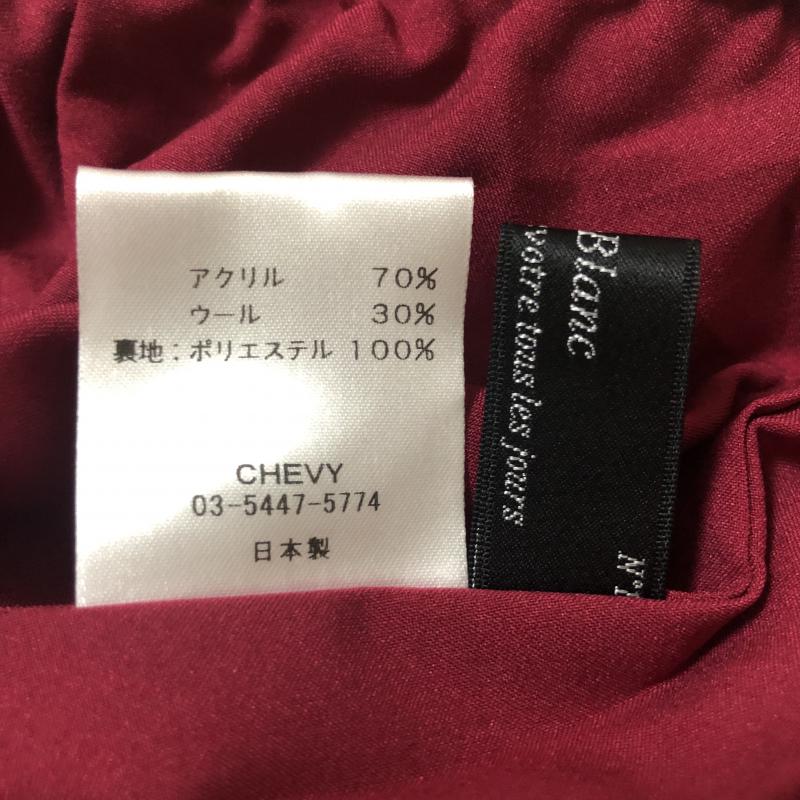 アクリル 70%
ウール 30%
裏地：ポリエステル 100%
CHEVY
03-5447-5774
日本製
Blanc
votre tous les jours